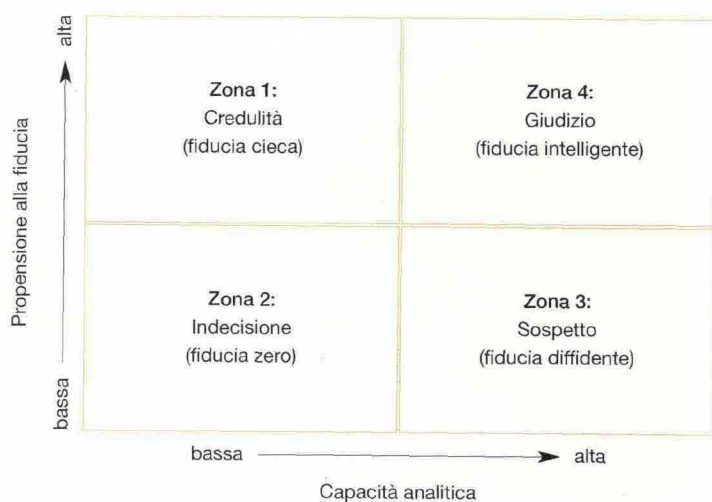 alta
Propensione alla fiducia
bassa
Zona 1:
Credulità
(fiducia cieca)
Zona 4:
Giudizio
(fiducia intelligente)
Zona 2:
Indecisione
(fiducia zero)
Zona 3:
Sospetto
(fiducia diffidente)
bassa
alta
Capacità analitica